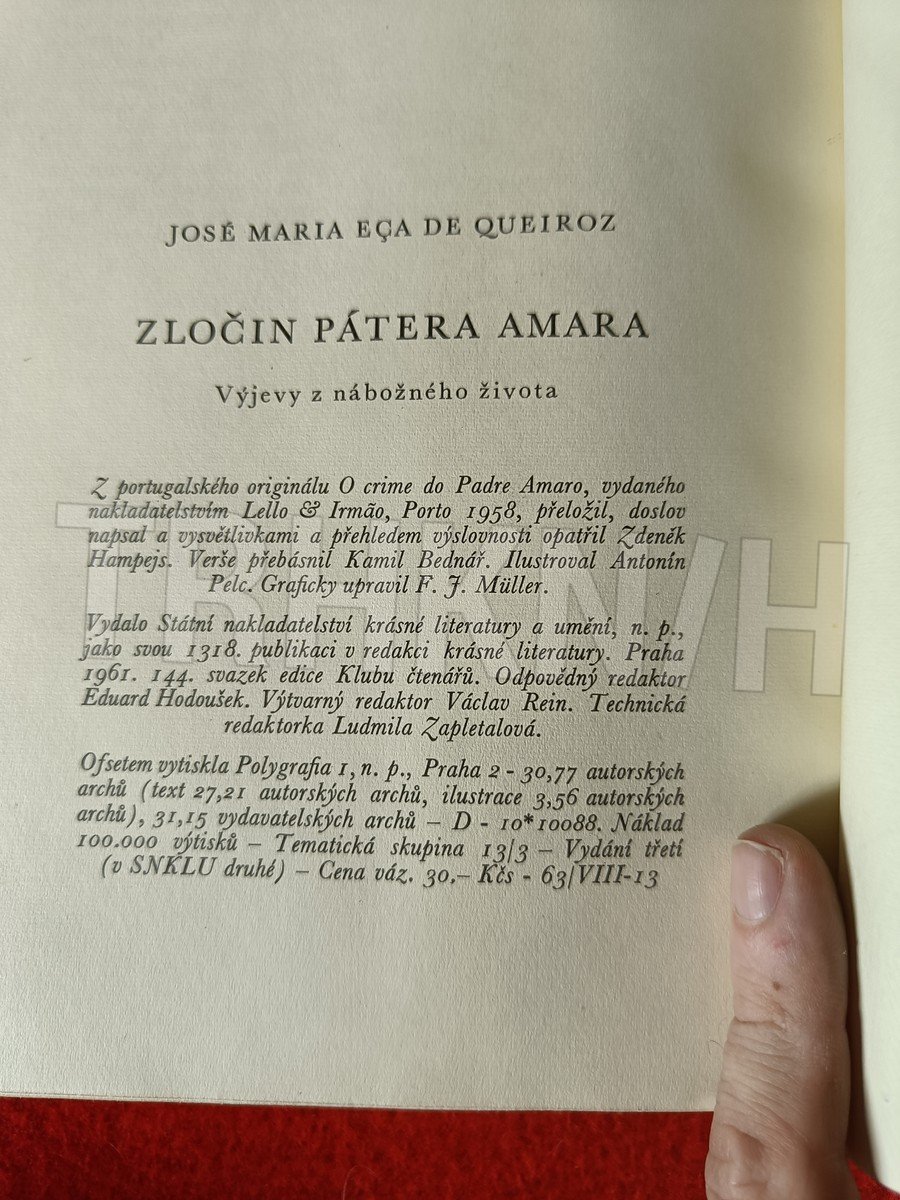 JOSÉ MARIA EÇA DE QUEIROZ
ZLOČIN PÁTERA AMARA
Výjevy z nábožného života
Z portugalského originálu O crime do Padre Amaro, vydaného
nakladatelstvím Lello & Irmão, Porto 1958, přeložil, doslov
napsal a vysvětlivkami a přehledem výslovnosti opatřil Zdeněk
Hampejs. Verše přebásnil Kamil Bednář. Ilustroval Antonín
Pelc. Graficky upravil F. J. Müller.
Vydalo Státní nakladatelství krásné literatury a umění, n. p.,
jako svou 1318. publikaci v redakci krásné literatury. Praha
1961. 144. svazek edice Klubu čtenářů. Odpovědný redaktor
Eduard Hodoušek. Výtvarný redaktor Václav Rein. Technická
redaktorka Ludmila Zapletalová.
Ofsetem vytiskla Polygrafia 1, n. p., Praha 2 - 30,77 autorských
archů (text 27,21 autorských archů, ilustrace 3,56 autorských
archů), 31,15 vydavatelských archů – D - 10*10088. Náklad
100.000 výtisků – Tematická skupina 13/3 – Vydání třetí
(v SNKLU druhé) – Cena váz. 30,– Kčs - 63/VIII-13